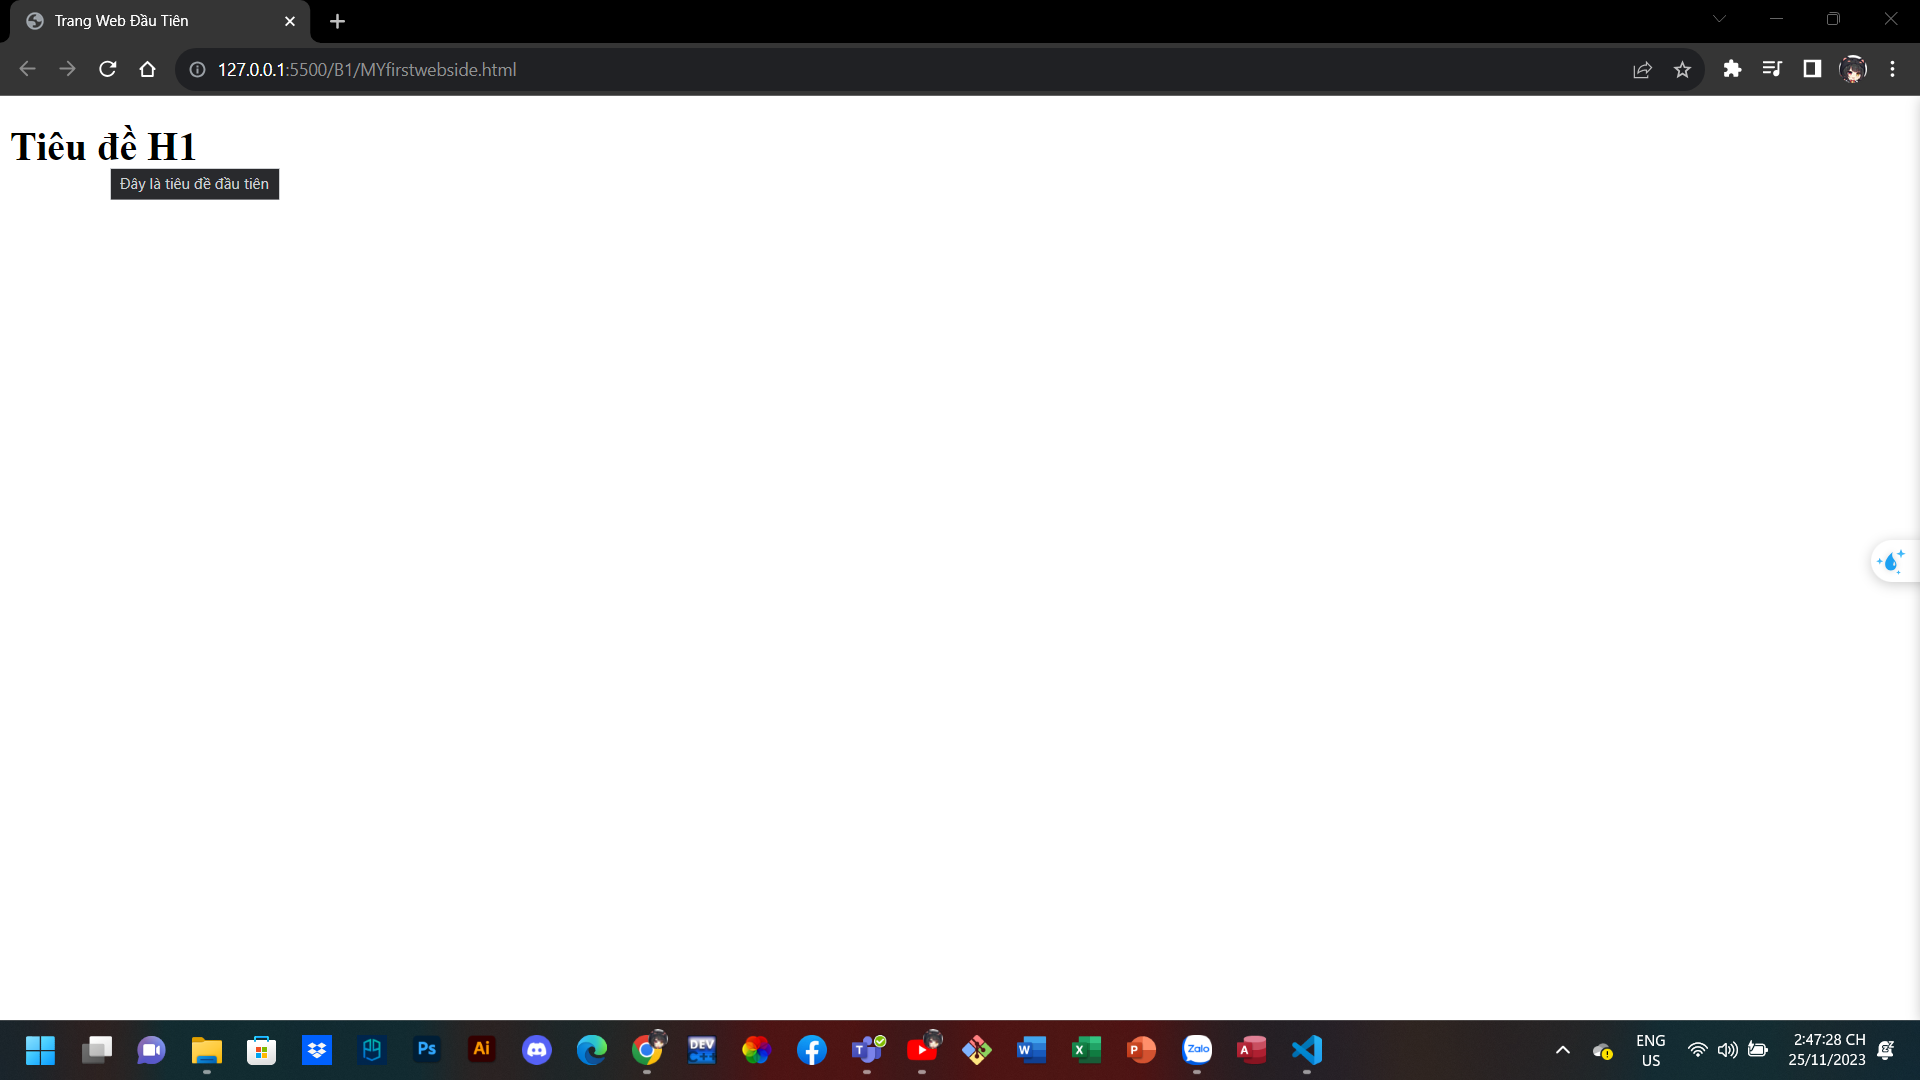 Trang Web Đầu Tiên
127.0.0.1:5500/B1/MYfirstwebside.html
Tiêu đề H1
Đây là tiêu đề đầu tiên
Ps
Ai
DEV
C++
T
W
X
P
Zalo
A
ENG
US
2:47:28 CH
25/11/2023